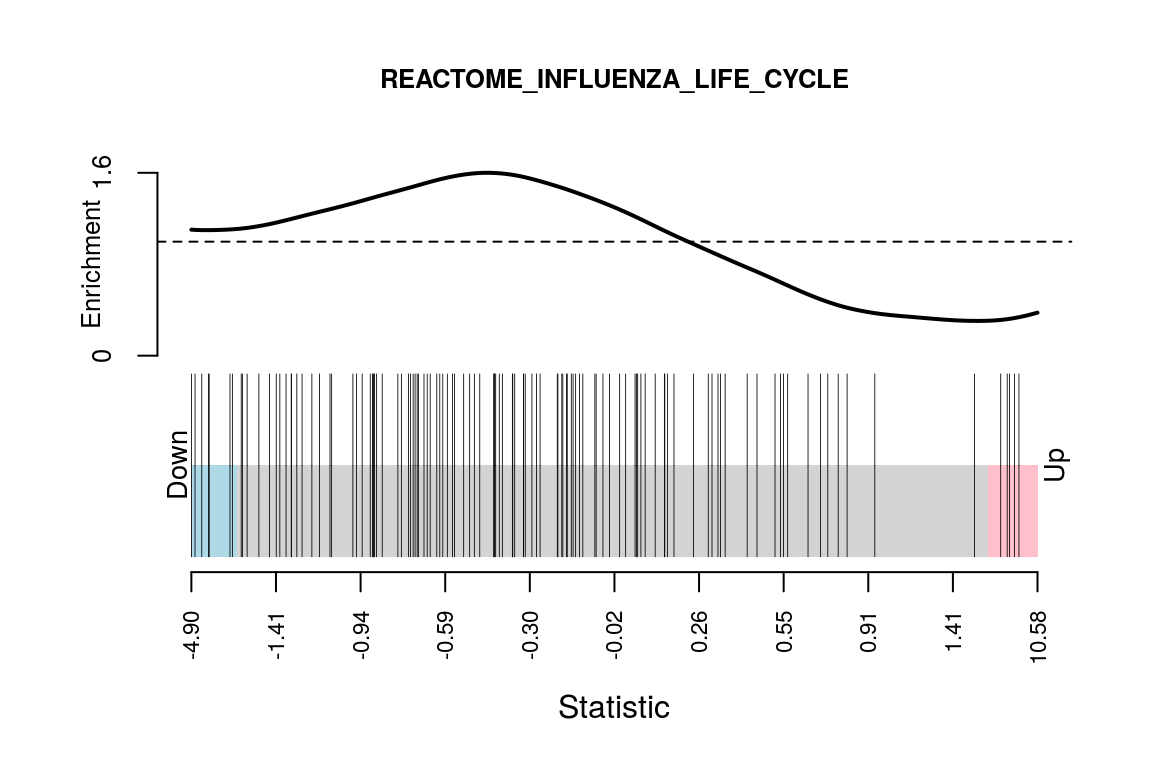 REACTOME_INFLUENZA_LIFE_CYCLE
1.6
Enrichment
0
Down
Up
-4.90
-1.41
-0.94
-0.59
-0.30
-0.02
0.26
0.55
0.91
1.41
10.58
Statistic